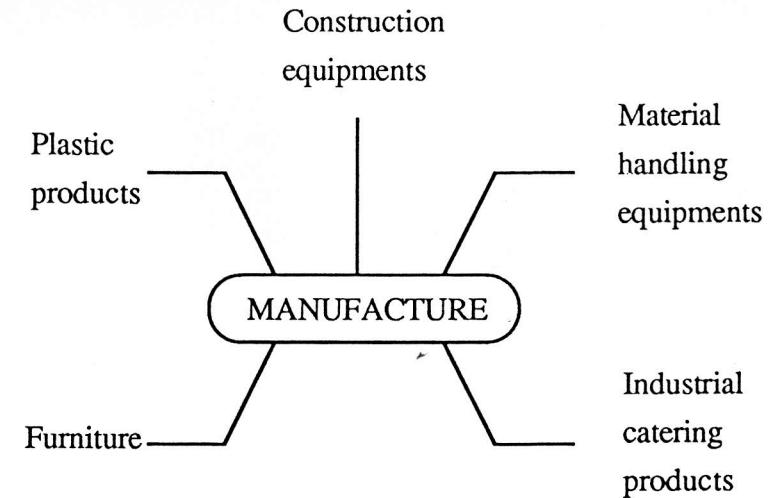 Construction
equipments
Plastic
products
Material
handling
equipments
MANUFACTURE
Furniture
Industrial
catering
products